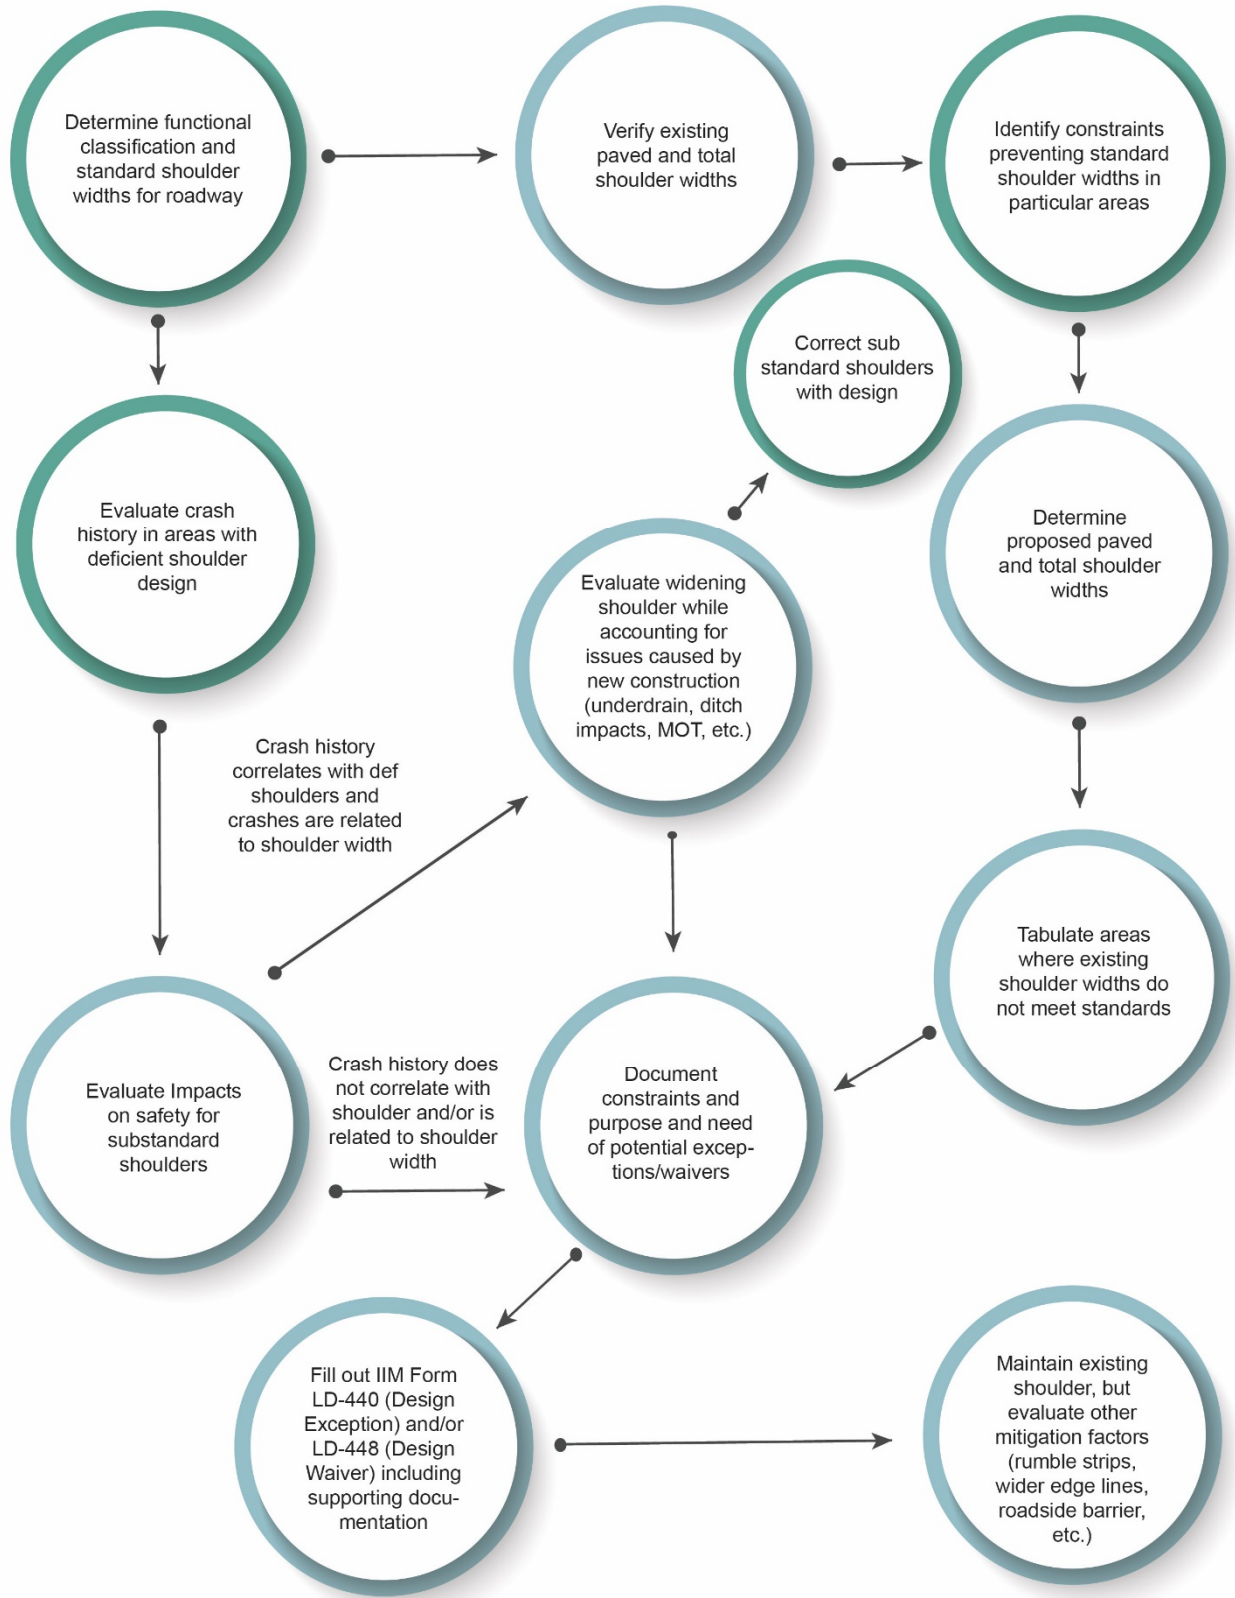 Determine functional
classification and
standard shoulder
widths for roadway
Verify existing
paved and total
shoulder widths
Identify constraints
preventing standard
shoulder widths in
particular areas
Correct sub
standard shoulders
with design
Evaluate crash
history in areas with
deficient shoulder
design
Determine
proposed paved
and total shoulder
widths
Evaluate widening
shoulder while
accounting for
issues caused by
new construction
(underdrain, ditch
impacts, MOT, etc.)
Crash history
correlates with def
shoulders and
crashes are related
to shoulder width
Tabulate areas
where existing
shoulder widths do
not meet standards
Evaluate Impacts
on safety for
substandard
shoulders
Crash history does
not correlate with
shoulder and/or is
related to shoulder
width
Document
constraints and
purpose and need
of potential excep-
tions/waivers
Fill out IIM Form
LD-440 (Design
Exception) and/or
LD-448 (Design
Waiver) including
supporting docu-
mentation
Maintain existing
shoulder, but
evaluate other
mitigation factors
(rumble strips,
wider edge lines,
roadside barrier,
etc.)